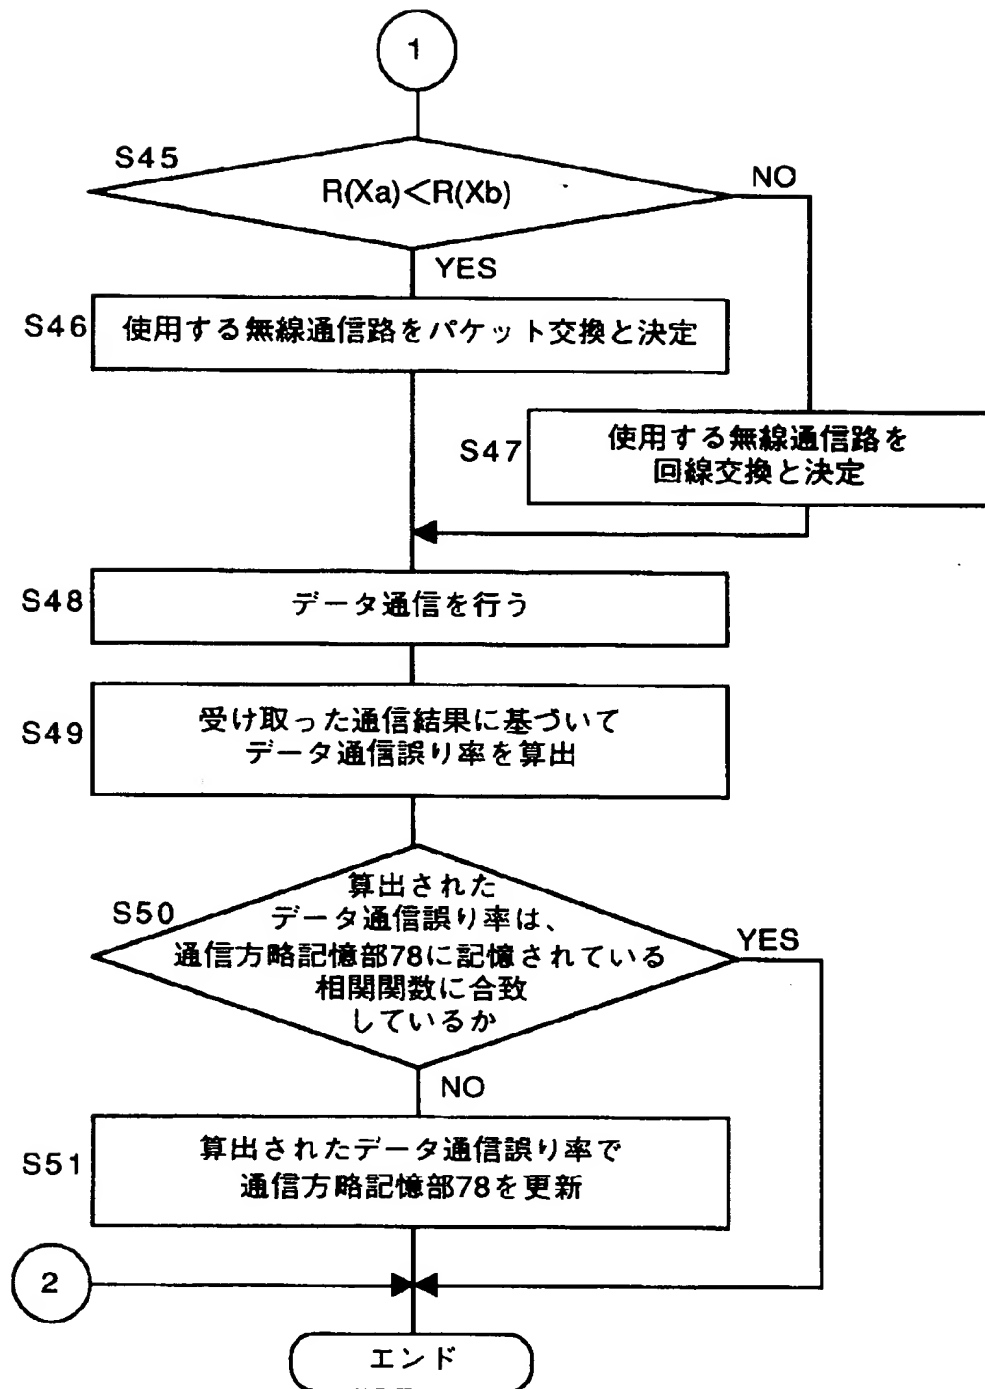 1
S45
R(Xa)<R(Xb)
NO
YES
S46
使用する無線通信路をパケット交換と決定
S47
使用する無線通信路を
回線交換と決定
S48
データ通信を行う
S49
受け取った通信結果に基づいて
データ通信誤り率を算出
S50
算出された
データ通信誤り率は、
通信方略記憶部78に記憶されている
相関関数に合致
しているか
YES
NO
S51
算出されたデータ通信誤り率で
通信方略記憶部78を更新
2
エンド